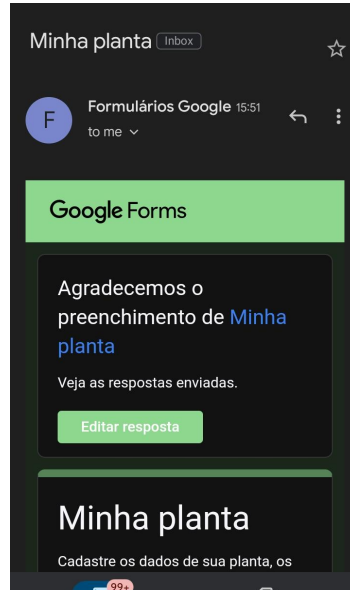 Minha planta Inbox
F
Formulários Google 15:51
to me
Google Forms
Agradecemos o
preenchimento de Minha
planta
Veja as respostas enviadas.
Editar resposta
Minha planta
Cadastre os dados de sua planta, os
99+